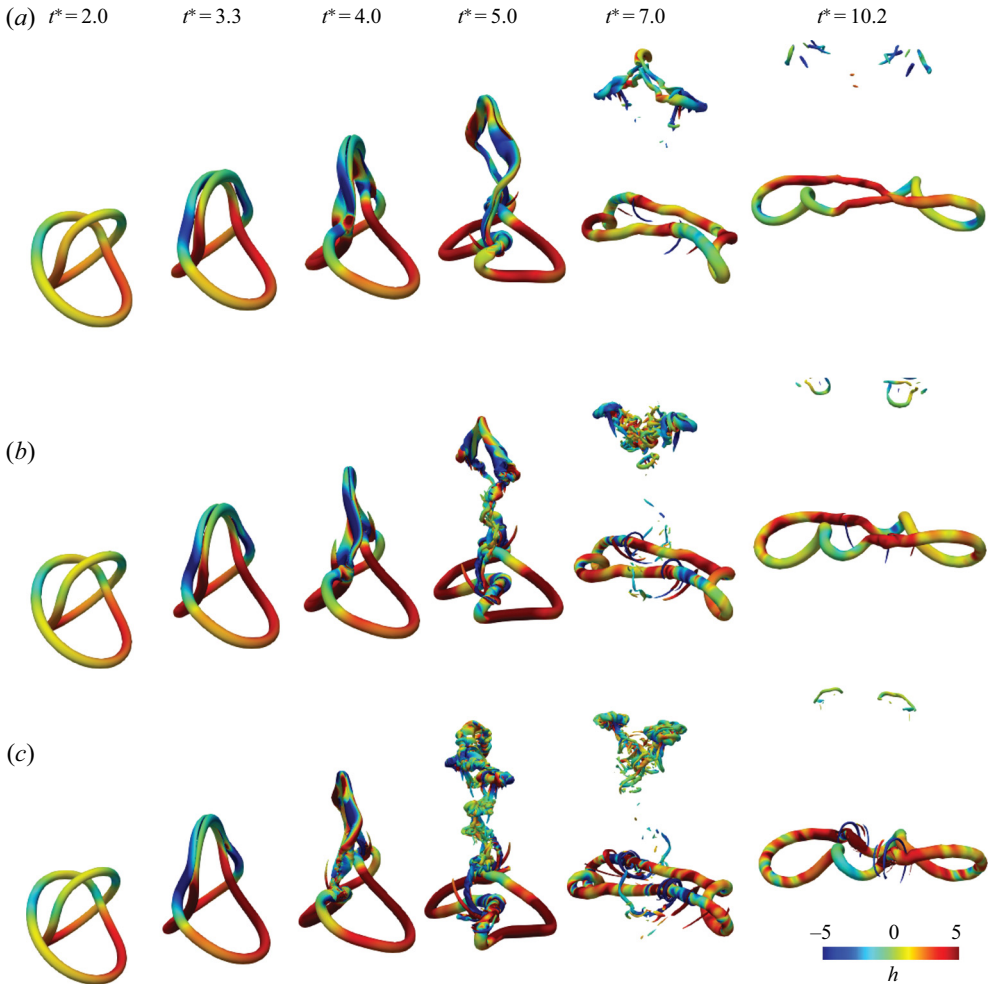 (a) t* = 2.0 t* = 3.3 t* = 4.0 t* = 5.0 t* = 7.0 t* = 10.2
(b)
(c)
–5 0 5
h